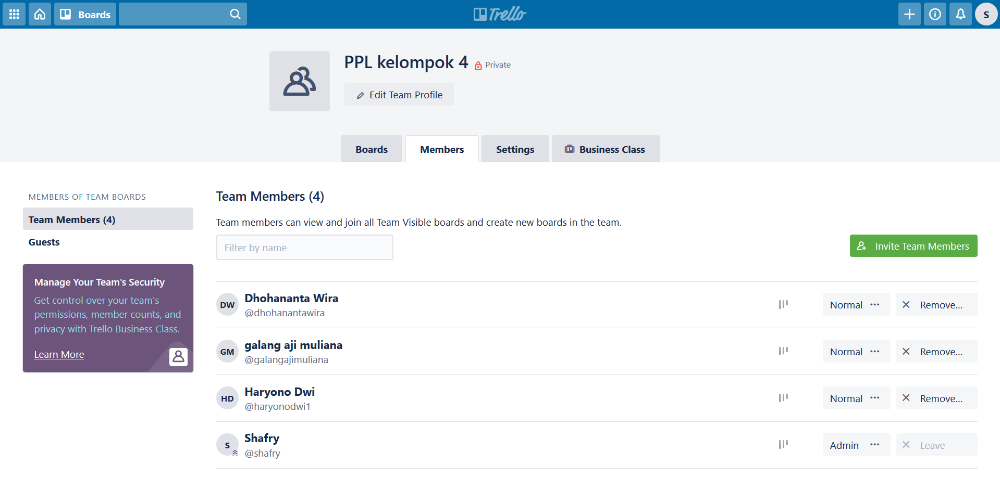 Boards
Trello
S
PPL kelompok 4 Private
Edit Team Profile
Boards
Members
Settings
Business Class
MEMBERS OF TEAM BOARDS
Team Members (4)
Guests
Manage Your Team's Security
Get control over your team's
permissions, member counts, and
privacy with Trello Business Class.
Learn More
Team Members (4)
Team members can view and join all Team Visible boards and create new boards in the team.
Filter by name
Invite Team Members
DW
Dhohananta Wira
@dhohanantawira
Normal ···
Remove...
GM
galang aji muliana
@galangajimuliana
Normal ···
Remove...
HD
Haryono Dwi
@haryonodwi1
Normal ···
Remove...
S
Shafry
@shafry
Admin ···
Leave